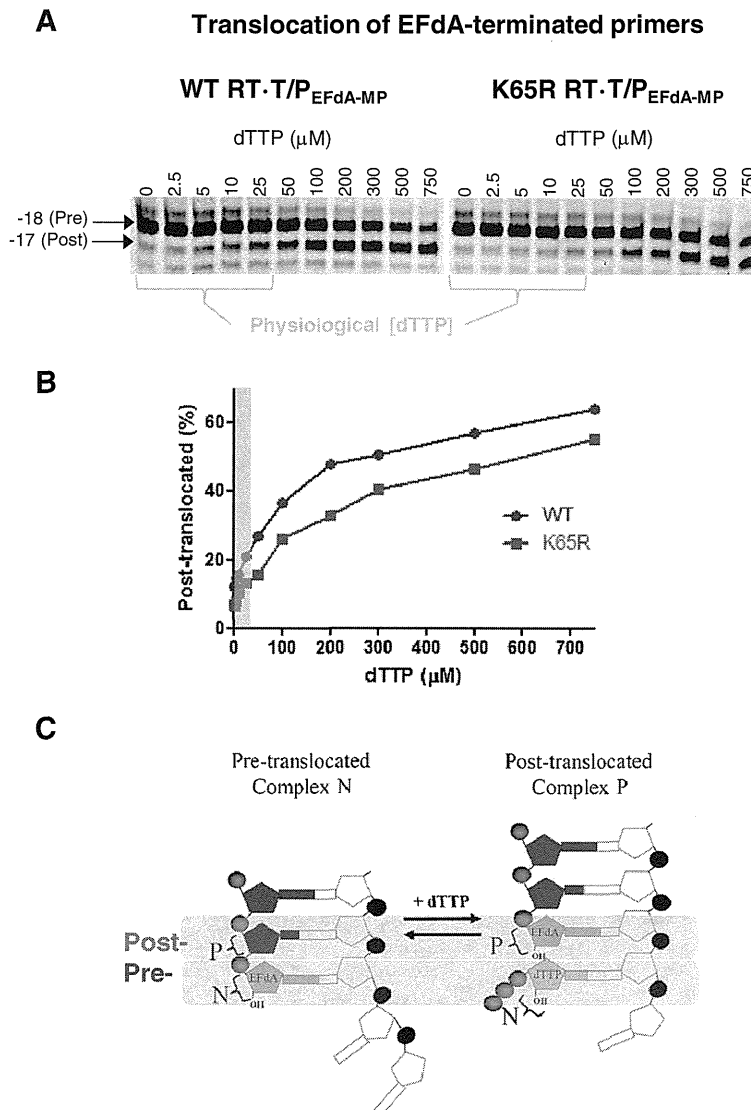 A
Translocation of EFdA-terminated primers
WT RT·T/P EFdA-MP
K65R RT·T/P EFdA-MP
dTTP (µM)
dTTP (µM)
0 2.5 5 10 25 50 100 200 300 500 750
0 2.5 5 10 25 50 100 200 300 500 750
-18 (Pre)
-17 (Post)
Physiological [dTTP]
B
Post-translocated (%)
60
40
20
0
0 100 200 300 400 500 600 700
dTTP (µM)
WT
K65R
C
Pre-translocated
Complex N
Post-translocated
Complex P
+ dTTP
Post-
Pre-
P
EFdA
N
OH
P
EFdA
OH
dTTP
OH
N